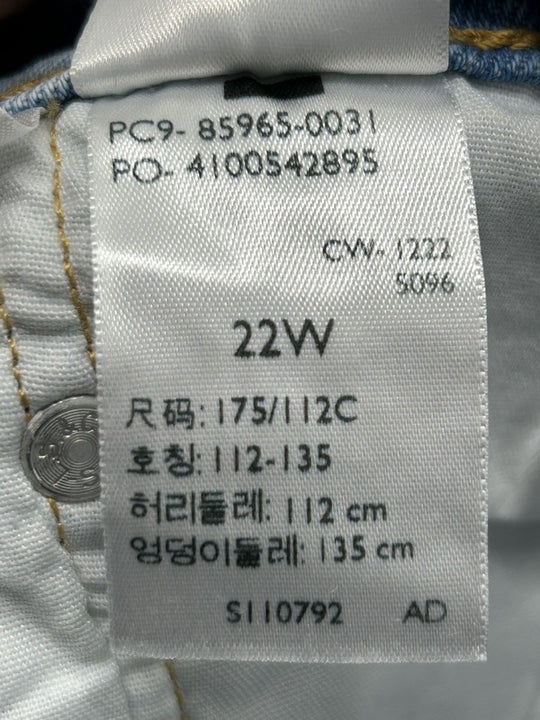 PC9- 85965-0031
PO- 4100542895
CW- 1222
5096
22W
尺码: 175/112C
호칭: 112-135
허리둘레: 112 cm
엉덩이둘레: 135 cm
S110792 AD